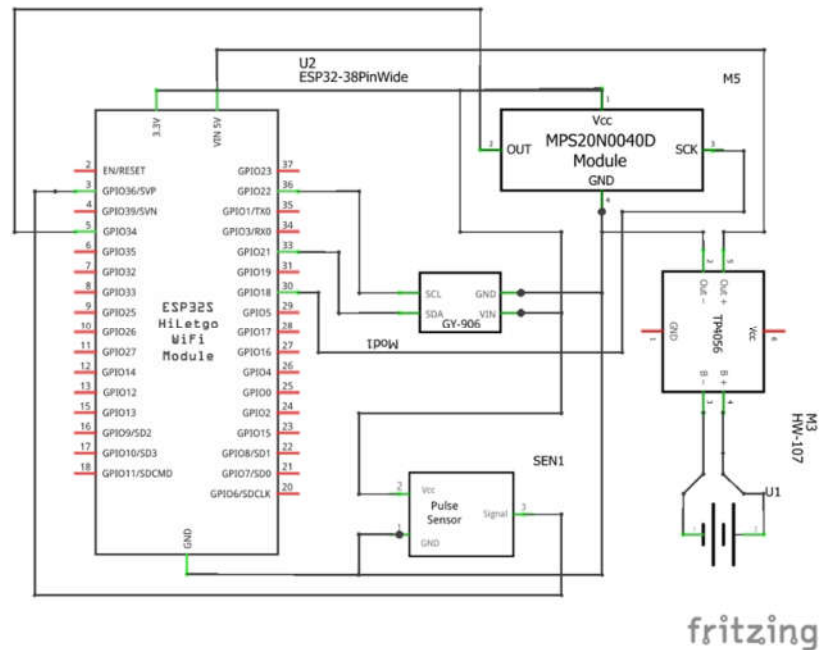 U2
ESP32-38PinWide
M5
3.3V
VIN 5V
1
Vcc
MPS20N0040D
Module
2
OUT
SCK
3
GND
4
2 EN/RESET
3 GPIO36/SVP
4 GPIO39/SVN
5 GPIO34
6 GPIO35
7 GPIO32
8 GPIO33
9 GPIO25
10 GPIO26
11 GPIO27
12 GPIO14
13 GPIO12
15 GPIO13
16 GPIO9/SD2
17 GPIO10/SD3
18 GPIO11/SDCMD
GPIO23 37
GPIO22 36
GPIO1/TX0 35
GPIO3/RX0 34
GPIO21 33
GPIO19 31
GPIO18 30
GPIO5 29
GPIO17 28
GPIO16 27
GPIO4 26
GPIO0 25
GPIO2 24
GPIO15 23
GPIO8/SD1 22
GPIO7/SD0 21
GPIO6/SDCLK 20
ESP32S
HiLetgo
WiFi
Module
GND
SCL GND
SDA VIN
GY-906
Mod1
2
5
Out -
Out +
GND
1
TP4056
Vcc
6
B -
B +
3
4
M3
HW-107
U1
SEN1
2
Vcc
Pulse
Sensor
Signal
3
1
GND
fritzing